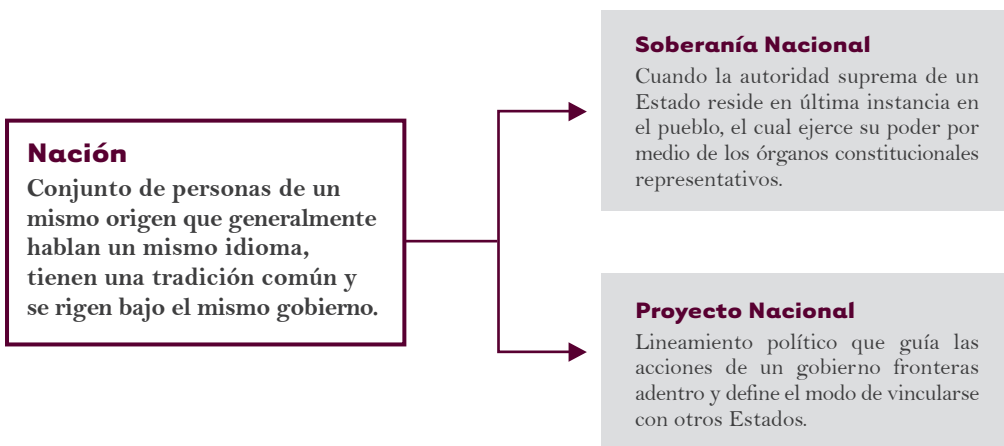 Nación
Conjunto de personas de un
mismo origen que generalmente
hablan un mismo idioma,
tienen una tradición común y
se rigen bajo el mismo gobierno.
Soberanía Nacional
Cuando la autoridad suprema de un
Estado reside en última instancia en
el pueblo, el cual ejerce su poder por
medio de los órganos constitucionales
representativos.
Proyecto Nacional
Lineamiento político que guía las
acciones de un gobierno fronteras
adentro y define el modo de vincularse
con otros Estados.